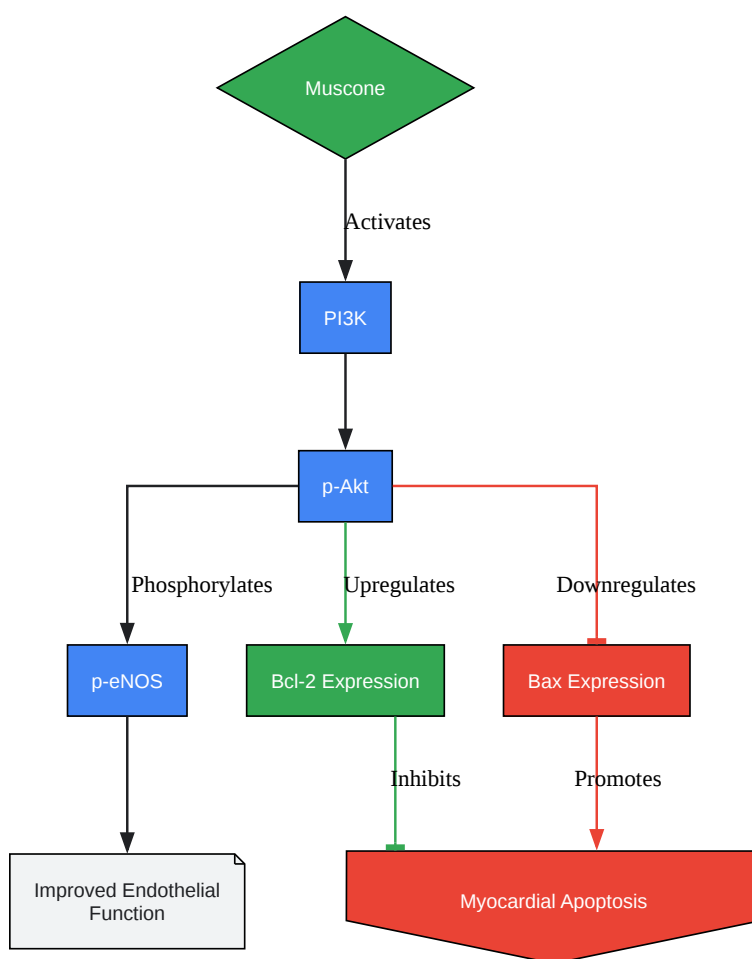 Muscone
Activates
PI3K
p-Akt
Phosphorylates
Upregulates
Downregulates
p-eNOS
Bcl-2 Expression
Bax Expression
Inhibits
Promotes
Improved Endothelial
Function
Myocardial Apoptosis